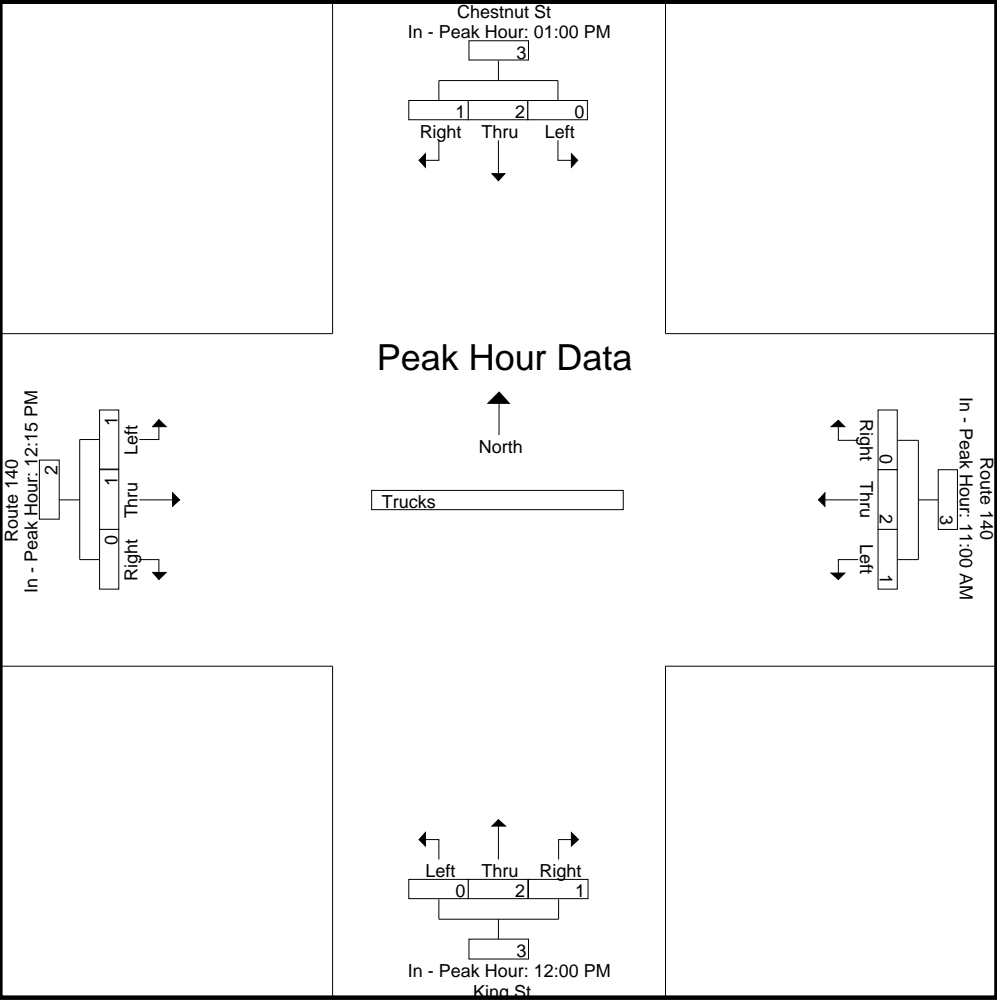 Chestnut St
In - Peak Hour: 01:00 PM
3
1 2 0
Right Thru Left
Peak Hour Data
North
Trucks
Route 140
In - Peak Hour: 12:15 PM
2
1 1 0
Left Thru Right
Route 140
In - Peak Hour: 11:00 AM
3
0 2 1
Right Thru Left
Left Thru Right
0 2 1
3
In - Peak Hour: 12:00 PM
King St